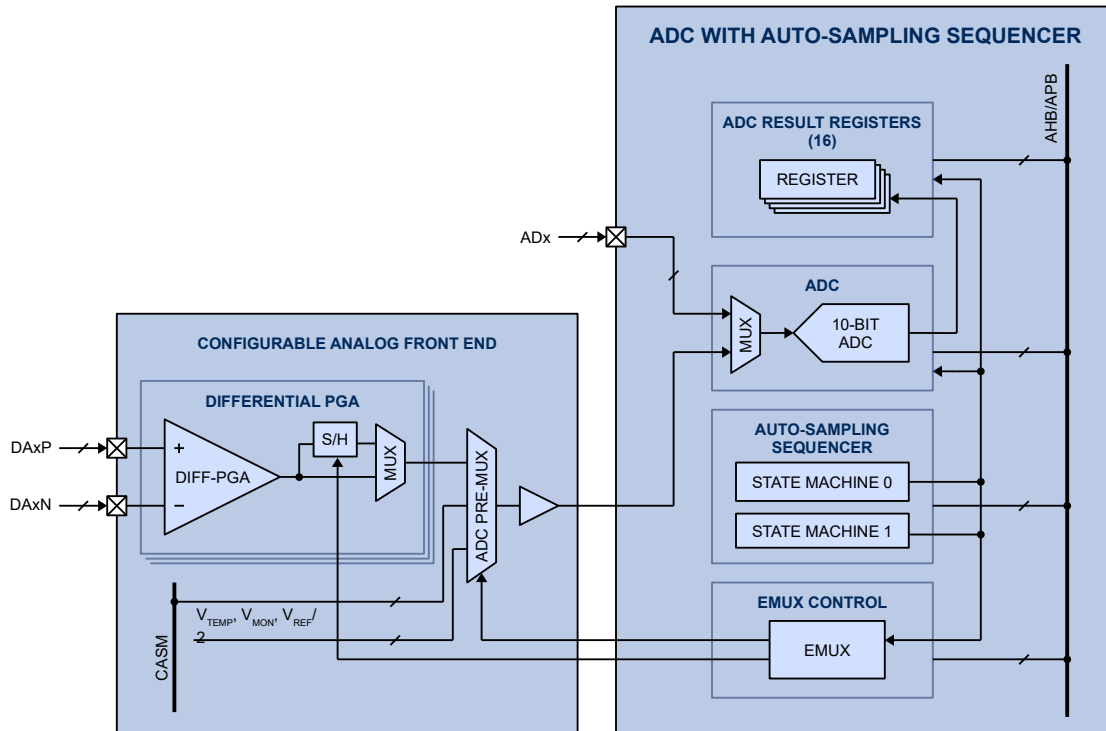 ADC WITH AUTO-SAMPLING SEQUENCER
AHB/APB
ADC RESULT REGISTERS
(16)
REGISTER
ADx
ADC
MUX
10-BIT
ADC
CONFIGURABLE ANALOG FRONT END
DIFFERENTIAL PGA
DAxP
DAxN
+
DIFF-PGA
−
S/H
MUX
ADC PRE-MUX
AUTO-SAMPLING
SEQUENCER
STATE MACHINE 0
STATE MACHINE 1
CASM
VTEMP, VMON, VREF/
2
EMUX CONTROL
EMUX